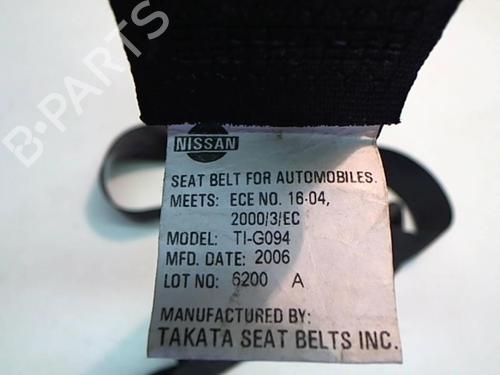 B-PARTS
NISSAN
SEAT BELT FOR AUTOMOBILES.
MEETS: ECE NO. 16-04,
2000/3/EC
MODEL: TI-G094
MFD. DATE: 2006
LOT NO: 6200 A
MANUFACTURED BY:
TAKATA SEAT BELTS INC.